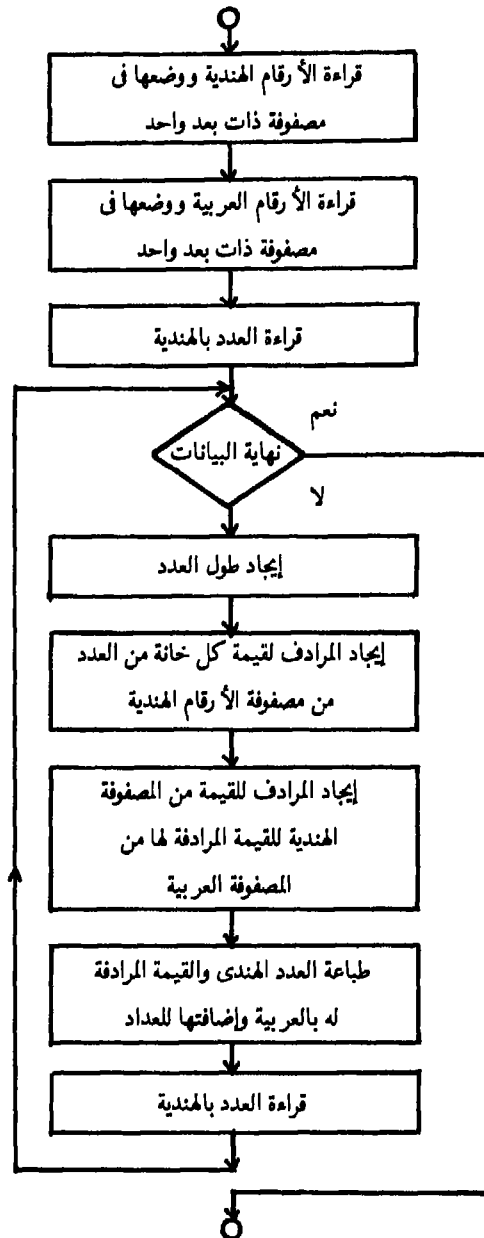 قراءة الأرقام الهندية ووضعها فى
مصفوفة ذات بعد واحد
قراءة الأرقام العربية ووضعها فى
مصفوفة ذات بعد واحد
قراءة العدد بالهندية
نعم
نهاية البيانات
لا
إيجاد طول العدد
إيجاد المرادف لقيمة كل خانة من العدد
من مصفوفة الأرقام الهندية
إيجاد المرادف للقيمة من المصفوفة
الهندية للقيمة المرادفة لها من
المصفوفة العربية
طباعة العدد الهندى والقيمة المرادفة
له بالعربية وإضافتها للعداد
قراءة العدد بالهندية